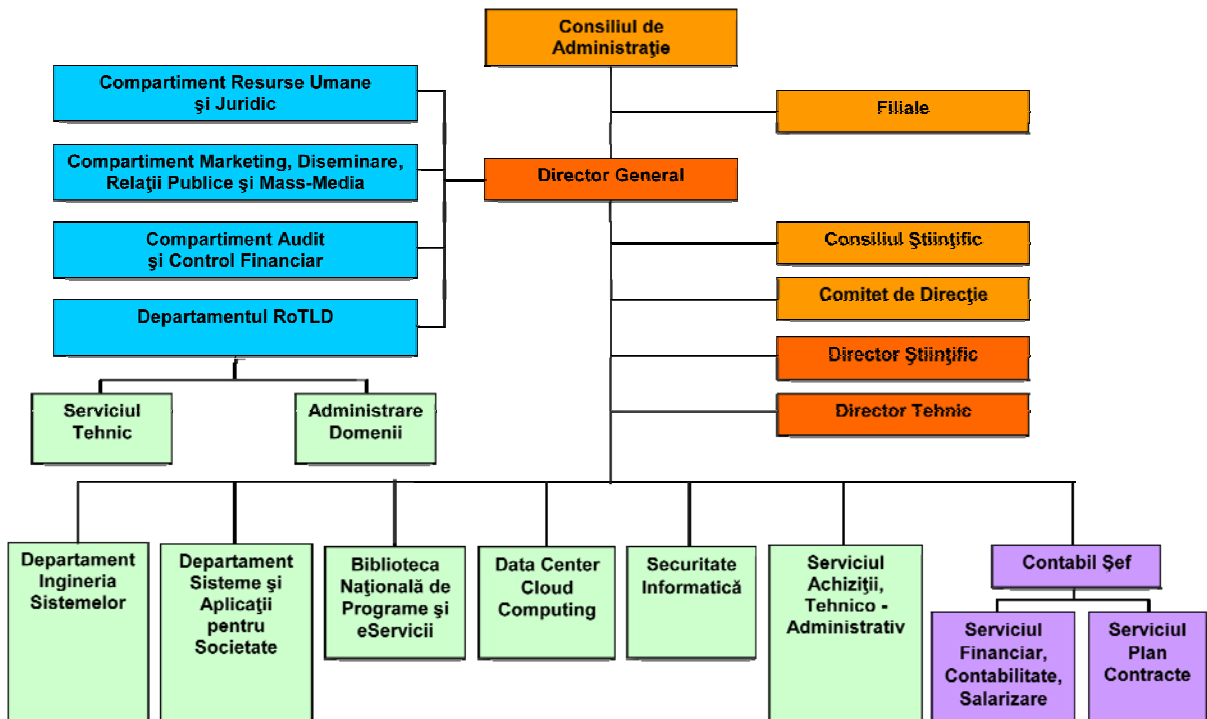 Consiliul de
Administraţie
Compartiment Resurse Umane
şi Juridic
Filiale
Compartiment Marketing, Diseminare,
Relaţii Publice şi Mass-Media
Director General
Compartiment Audit
şi Control Financiar
Consiliul Ştiinţific
Comitet de Direcţie
Departamentul RoTLD
Director Ştiinţific
Director Tehnic
Serviciul
Tehnic
Administrare
Domenii
Departament
Ingineria
Sistemelor
Departament
Sisteme şi
Aplicaţii
pentru
Societate
Biblioteca
Naţională de
Programe şi
eServicii
Data Center
Cloud
Computing
Securitate
Informatică
Serviciul
Achiziţii,
Tehnico -
Administrativ
Contabil Şef
Serviciul
Financiar,
Contabilitate,
Salarizare
Serviciul
Plan
Contracte